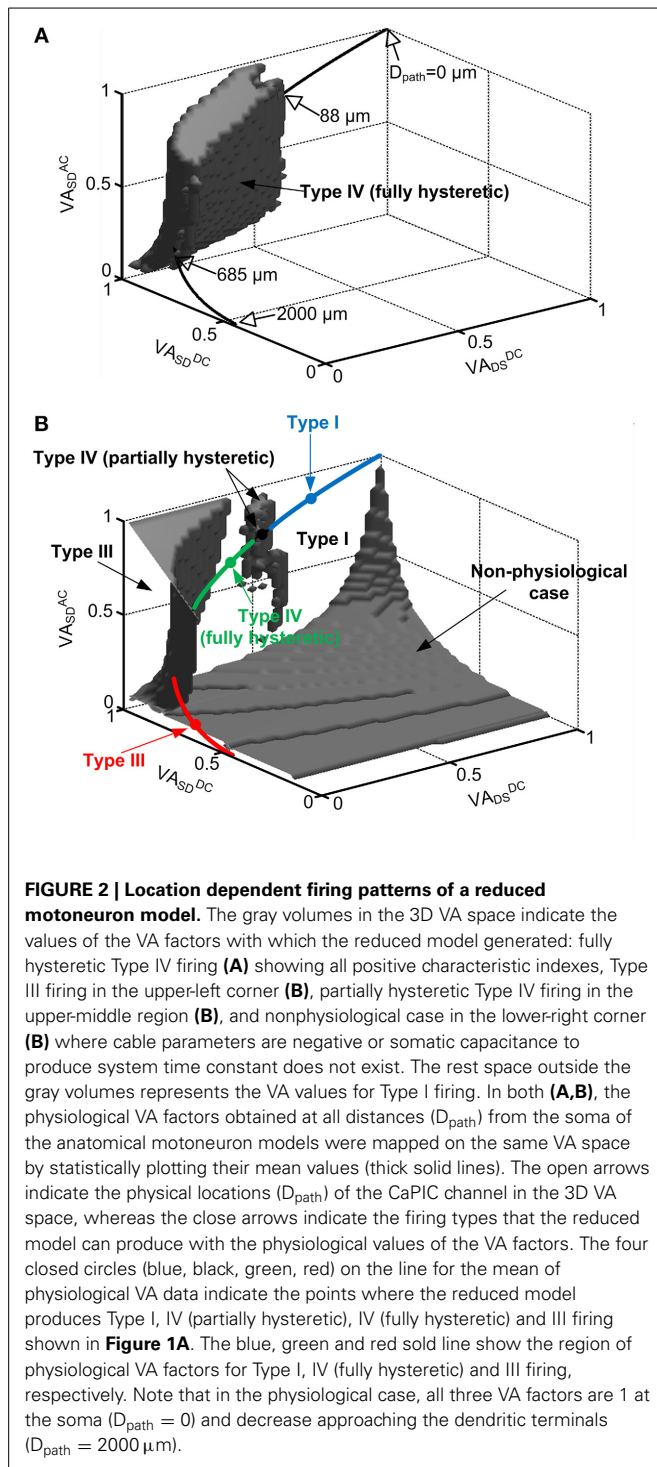 A
D_path=0 µm
88 µm
1
VA_SD^AC
0.5
Type IV (fully hysteretic)
0
1
685 µm
2000 µm
0.5
VA_SD^DC
0
0
0.5
VA_DS^DC
1
B
Type I
Type IV (partially hysteretic)
1
Type III
Type I
Non-physiological
case
VA_SD^AC
0.5
Type IV
(fully hysteretic)
0
1
Type III
0.5
VA_SD^DC
0
0
0.5
VA_DS^DC
1
FIGURE 2 | Location dependent firing patterns of a reduced
motoneuron model. The gray volumes in the 3D VA space indicate the
values of the VA factors with which the reduced model generated: fully
hysteretic Type IV firing (A) showing all positive characteristic indexes, Type
III firing in the upper-left corner (B), partially hysteretic Type IV firing in the
upper-middle region (B), and nonphysiological case in the lower-right corner
(B) where cable parameters are negative or somatic capacitance to
produce system time constant does not exist. The rest space outside the
gray volumes represents the VA values for Type I firing. In both (A,B), the
physiological VA factors obtained at all distances (D_path) from the soma of
the anatomical motoneuron models were mapped on the same VA space
by statistically plotting their mean values (thick solid lines). The open arrows
indicate the physical locations (D_path) of the CaPIC channel in the 3D VA
space, whereas the close arrows indicate the firing types that the reduced
model can produce with the physiological values of the VA factors. The four
closed circles (blue, black, green, red) on the line for the mean of
physiological VA data indicate the points where the reduced model
produces Type I, IV (partially hysteretic), IV (fully hysteretic) and III firing
shown in Figure 1A. The blue, green and red sold line show the region of
physiological VA factors for Type I, IV (fully hysteretic) and III firing,
respectively. Note that in the physiological case, all three VA factors are 1 at
the soma (D_path = 0) and decrease approaching the dendritic terminals
(D_path = 2000 µm).